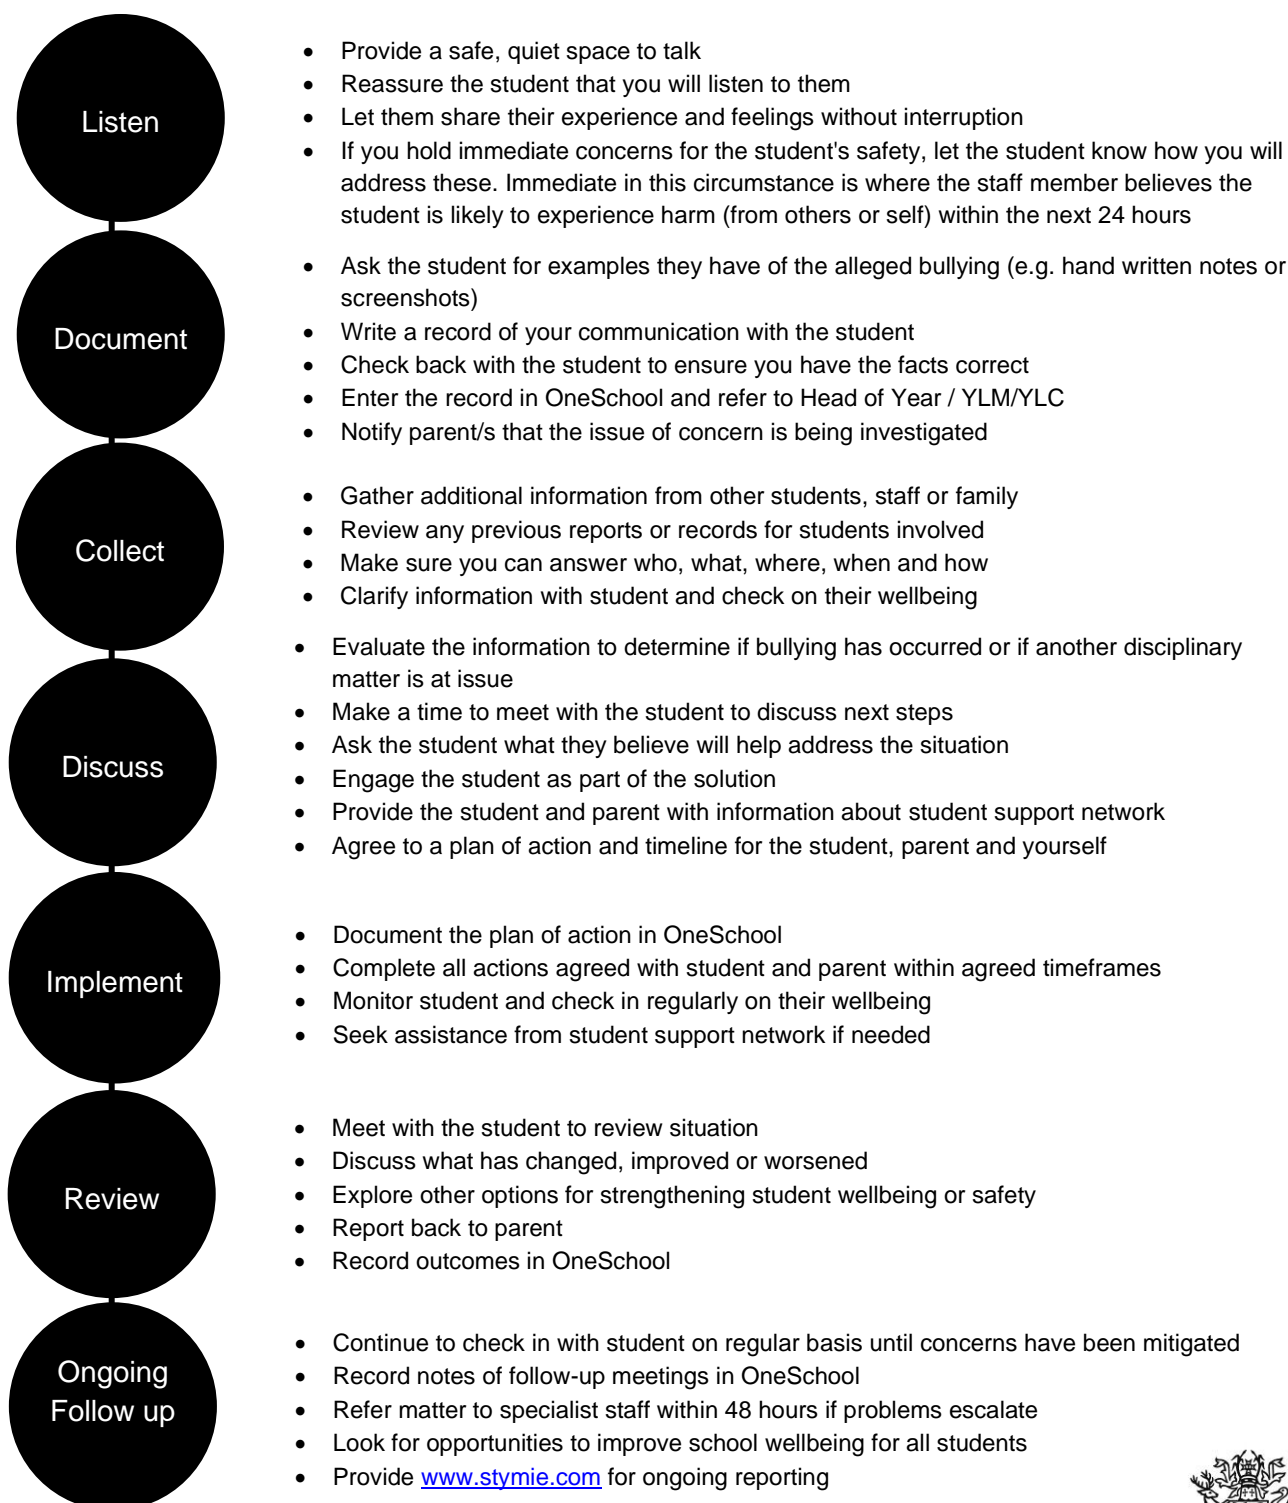 Listen
• Provide a safe, quiet space to talk
• Reassure the student that you will listen to them
• Let them share their experience and feelings without interruption
• If you hold immediate concerns for the student's safety, let the student know how you will
address these. Immediate in this circumstance is where the staff member believes the
student is likely to experience harm (from others or self) within the next 24 hours
Document
• Ask the student for examples they have of the alleged bullying (e.g. hand written notes or
screenshots)
• Write a record of your communication with the student
• Check back with the student to ensure you have the facts correct
• Enter the record in OneSchool and refer to Head of Year / YLM/YLC
• Notify parent/s that the issue of concern is being investigated
Collect
• Gather additional information from other students, staff or family
• Review any previous reports or records for students involved
• Make sure you can answer who, what, where, when and how
• Clarify information with student and check on their wellbeing
Discuss
• Evaluate the information to determine if bullying has occurred or if another disciplinary
matter is at issue
• Make a time to meet with the student to discuss next steps
• Ask the student what they believe will help address the situation
• Engage the student as part of the solution
• Provide the student and parent with information about student support network
• Agree to a plan of action and timeline for the student, parent and yourself
Implement
• Document the plan of action in OneSchool
• Complete all actions agreed with student and parent within agreed timeframes
• Monitor student and check in regularly on their wellbeing
• Seek assistance from student support network if needed
Review
• Meet with the student to review situation
• Discuss what has changed, improved or worsened
• Explore other options for strengthening student wellbeing or safety
• Report back to parent
• Record outcomes in OneSchool
Ongoing
Follow up
• Continue to check in with student on regular basis until concerns have been mitigated
• Record notes of follow-up meetings in OneSchool
• Refer matter to specialist staff within 48 hours if problems escalate
• Look for opportunities to improve school wellbeing for all students
• Provide www.stymie.com for ongoing reporting